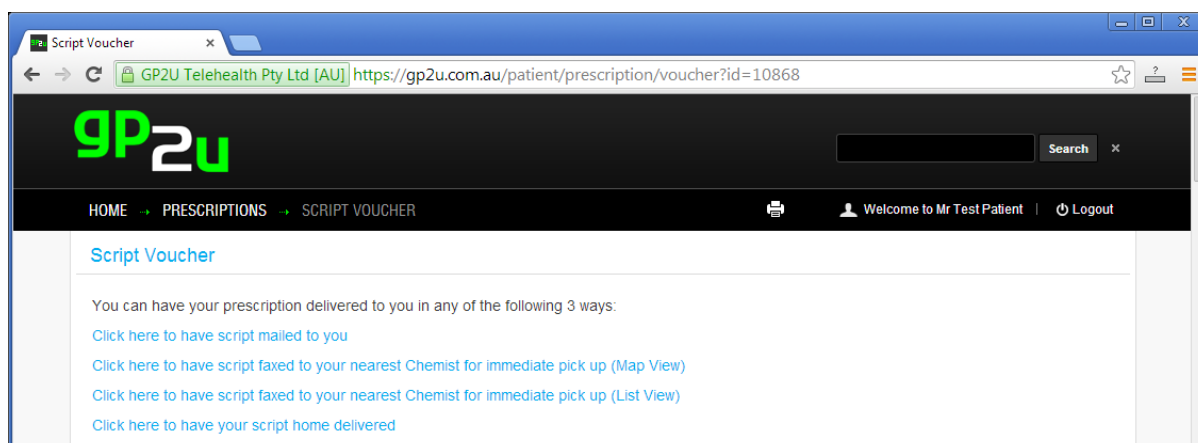 Script Voucher
GP2U Telehealth Pty Ltd [AU] https://gp2u.com.au/patient/prescription/voucher?id=10868
gP2u
Search
HOME PRESCRIPTIONS SCRIPT VOUCHER Welcome to Mr Test Patient | Logout
Script Voucher
You can have your prescription delivered to you in any of the following 3 ways:
Click here to have script mailed to you
Click here to have script faxed to your nearest Chemist for immediate pick up (Map View)
Click here to have script faxed to your nearest Chemist for immediate pick up (List View)
Click here to have your script home delivered